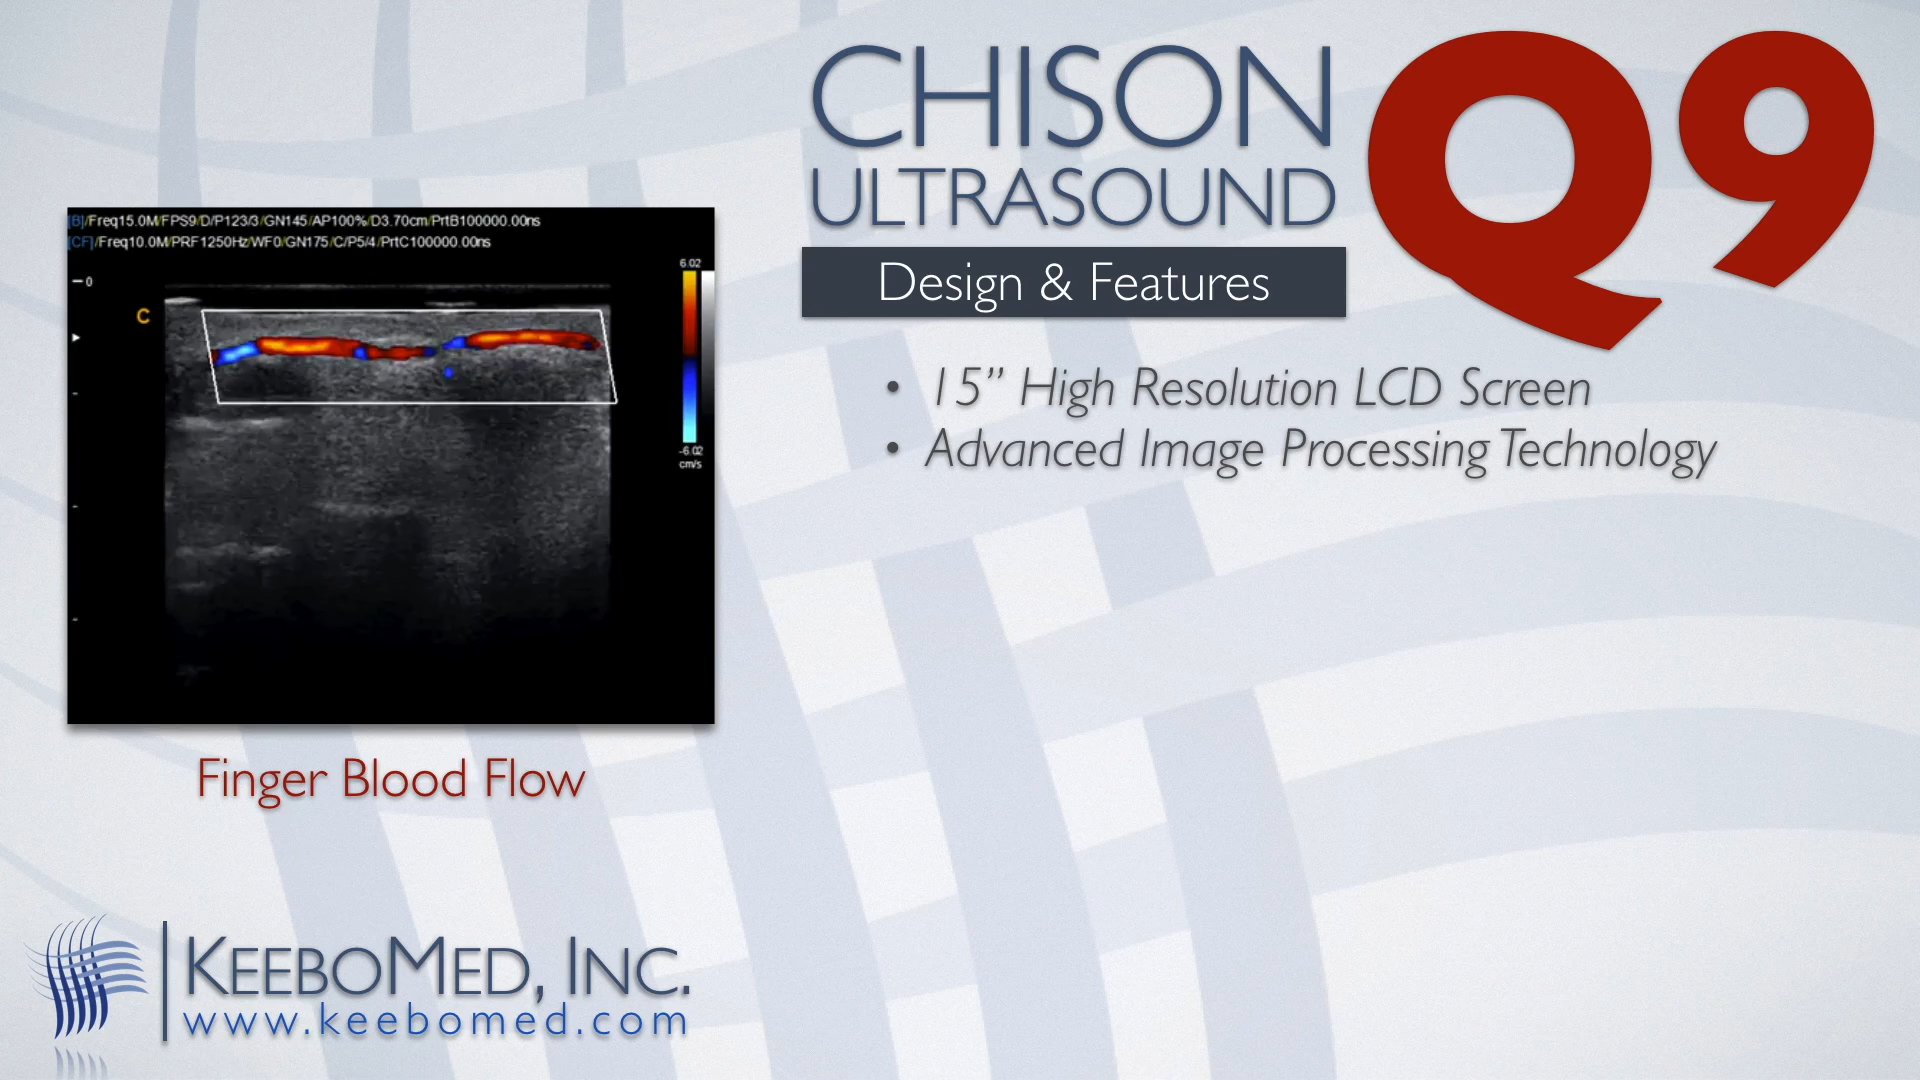 CHISON
ULTRASOUND
Q9
Design & Features
• 15” High Resolution LCD Screen
• Advanced Image Processing Technology
[B]/Freq15.0M/FPS9/D/P123/3/GN145/AP100%/D3.70cm/PrtB100000.00ns
[CF]/Freq10.0M/PRF1250Hz/WF0/GN175/C/P5/4/PrtC100000.00ns
0
C
6.02
-6.02
cm/s
Finger Blood Flow
KEEBOMED, INC.
www.keebomed.com